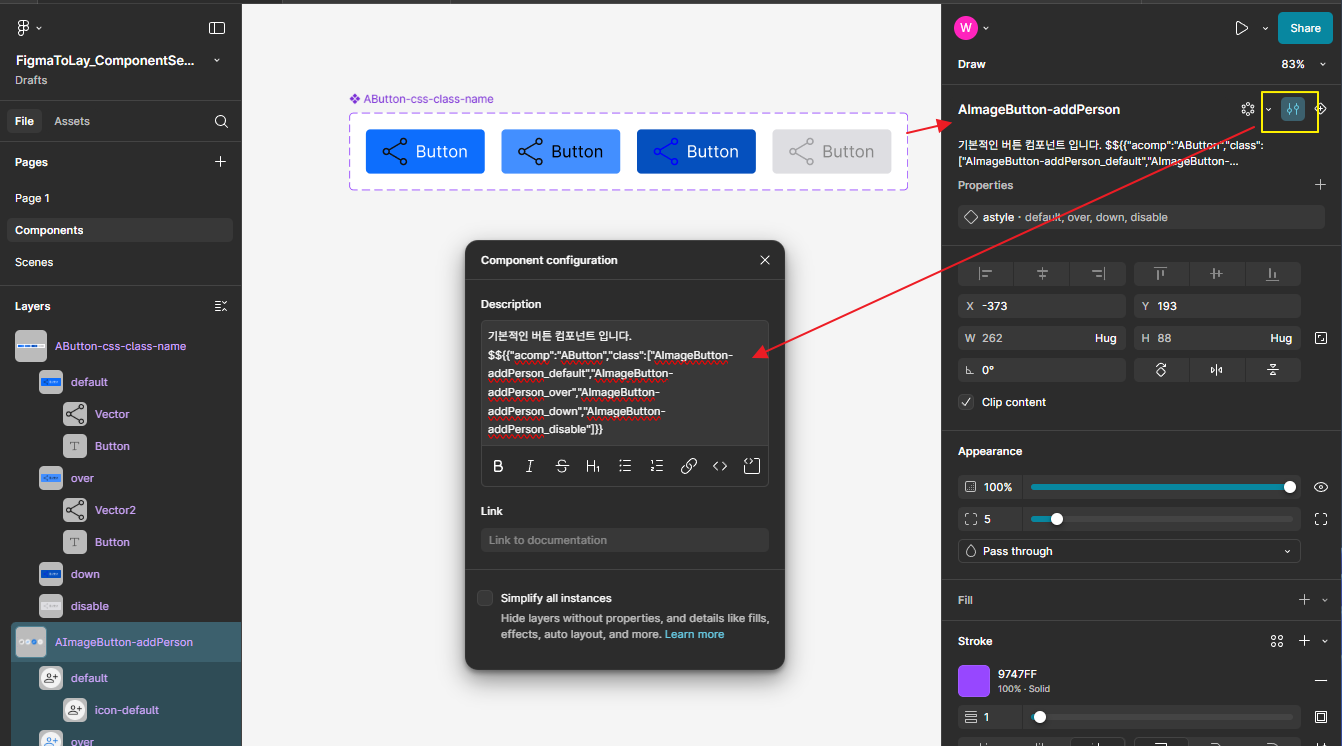 FigmaToLay_ComponentSe...
Drafts
File
Assets
Pages
Page 1
Components
Scenes
Layers
AButton-css-class-name
default
Vector
T
Button
over
Vector2
T
Button
down
disable
AImageButton-addPerson
default
icon-default
over
AButton-css-class-name
Button
Button
Button
Button
Component configuration
Description
기본적인 버튼 컴포넌트 입니다.
$${{"acomp":"AButton","class":["AImageButton-
addPerson_default","AImageButton-
addPerson_over","AImageButton-
addPerson_down","AImageButton-
addPerson_disable"]}}
B I S H1
Link
Link to documentation
Simplify all instances
Hide layers without properties, and details like fills,
effects, auto layout, and more. Learn more
W
Share
Draw
83%
AImageButton-addPerson
기본적인 버튼 컴포넌트 입니다. $${{"acomp":"AButton","class":
["AImageButton-addPerson_default","AImageButton-...
Properties
astyle · default, over, down, disable
X -373
Y 193
W 262 Hug
H 88 Hug
0°
Clip content
Appearance
100%
5
Pass through
Fill
Stroke
9747FF
100% · Solid
1